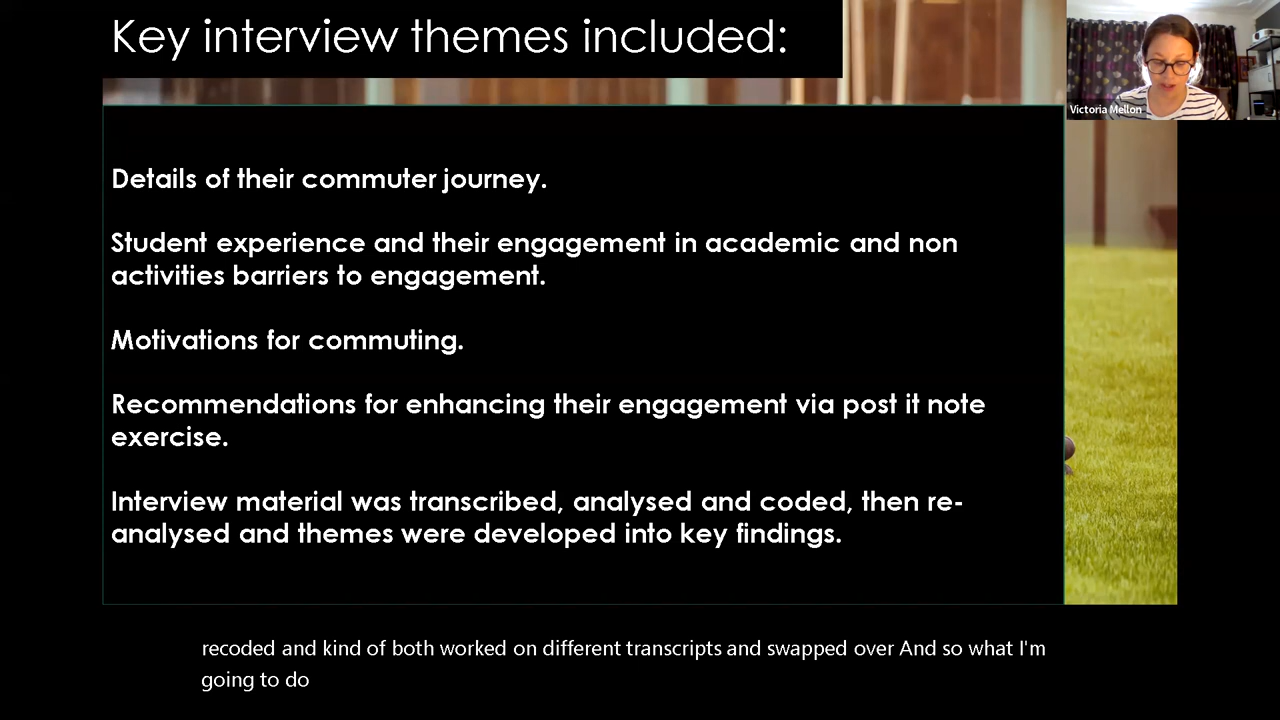 Key interview themes included:
Victoria Mellon
Details of their commuter journey.
Student experience and their engagement in academic and non
activities barriers to engagement.
Motivations for commuting.
Recommendations for enhancing their engagement via post it note
exercise.
Interview material was transcribed, analysed and coded, then re-
analysed and themes were developed into key findings.
recoded and kind of both worked on different transcripts and swapped over And so what I'm
going to do